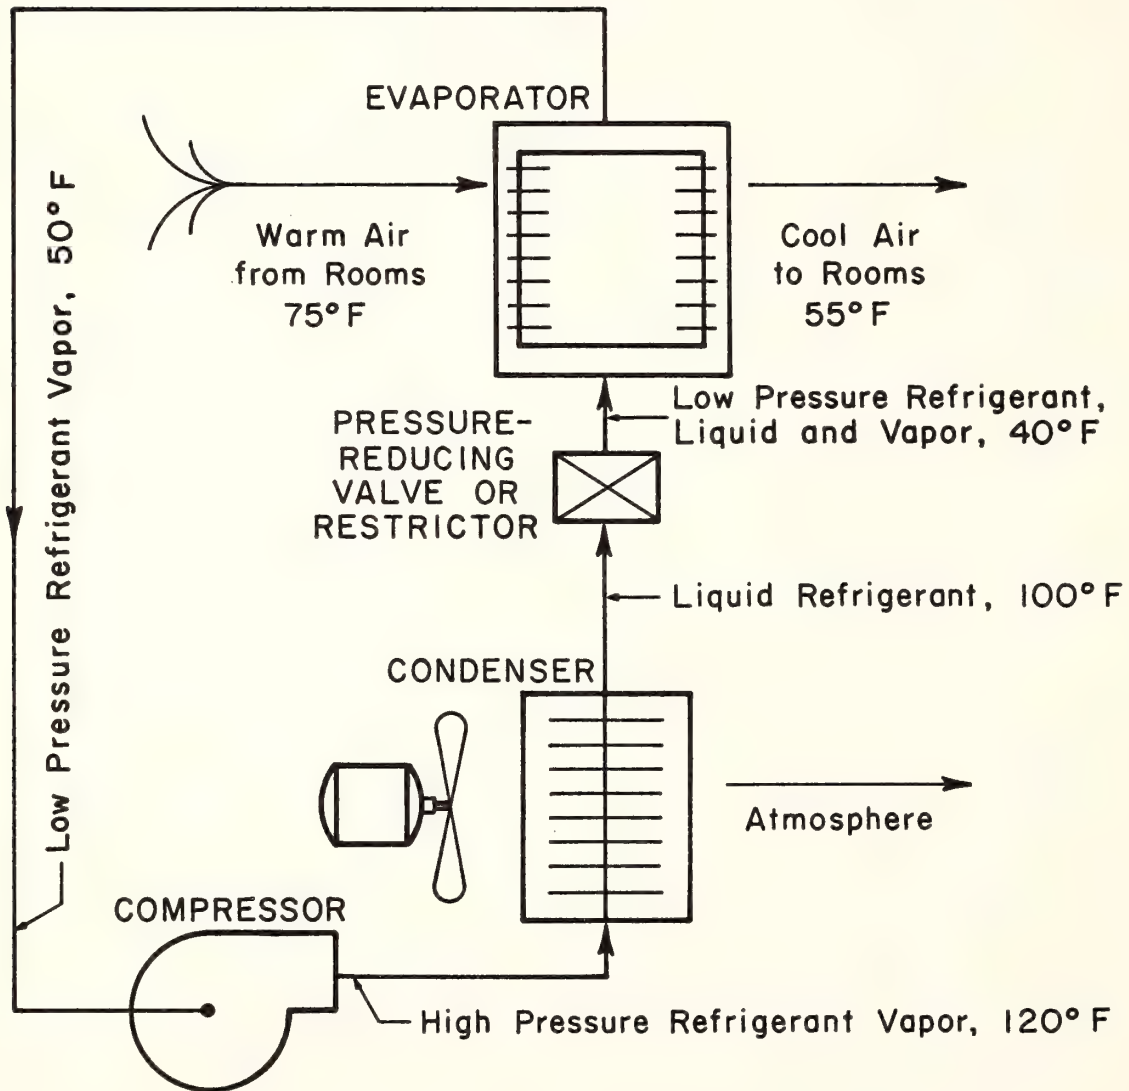 EVAPORATOR
Warm Air
from Rooms
75°F
Cool Air
to Rooms
55°F
Low Pressure Refrigerant Vapor, 50°F
Low Pressure Refrigerant,
Liquid and Vapor, 40°F
PRESSURE-
REDUCING
VALVE OR
RESTRICTOR
Liquid Refrigerant, 100°F
CONDENSER
Atmosphere
COMPRESSOR
High Pressure Refrigerant Vapor, 120°F